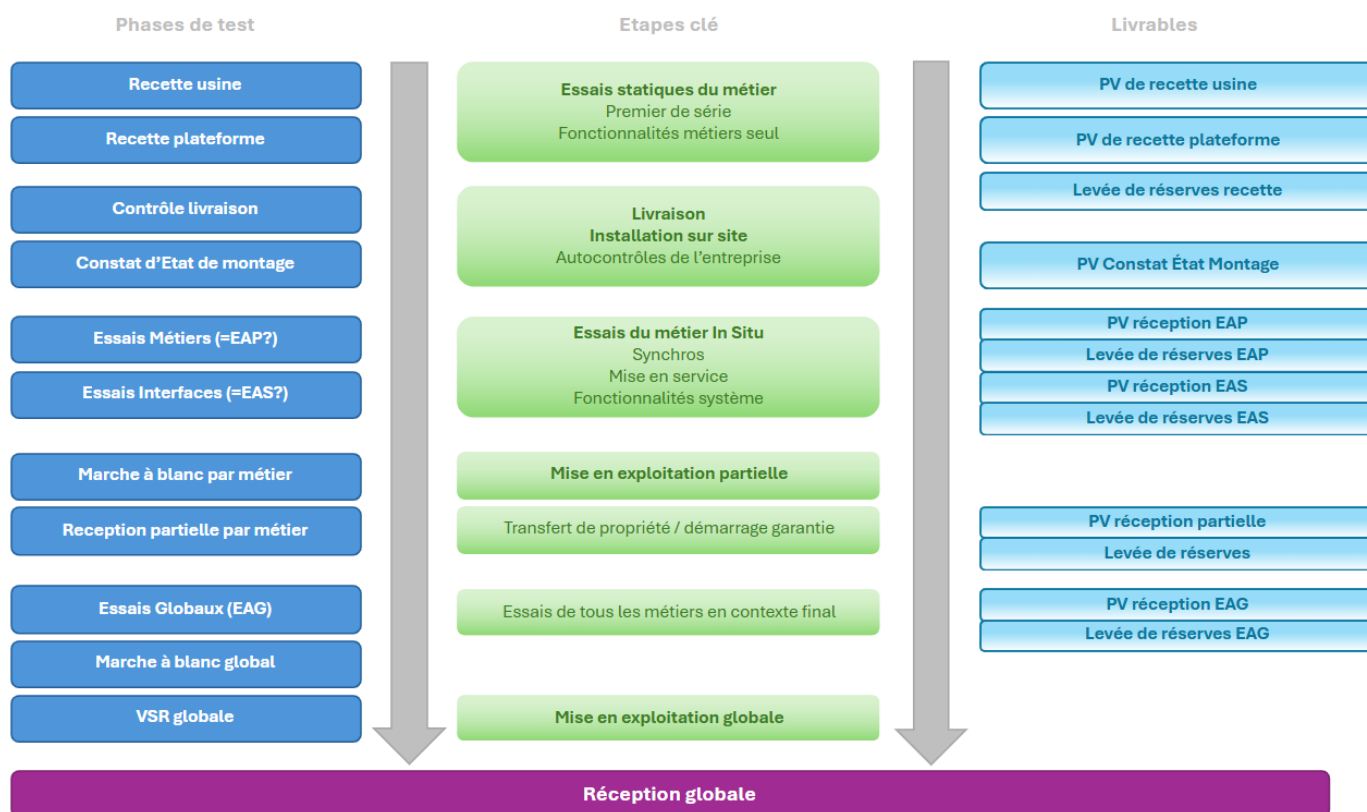 Phases de test
Etapes clé
Livrables
Recette usine
Recette plateforme
Contrôle livraison
Constat d'Etat de montage
Essais Métiers (=EAP?)
Essais Interfaces (=EAS?)
Marche à blanc par métier
Reception partielle par métier
Essais Globaux (EAG)
Marche à blanc global
VSR globale
Essais statiques du métier
Premier de série
Fonctionnalités métiers seul
Livraison
Installation sur site
Autocontrôles de l'entreprise
Essais du métier In Situ
Synchros
Mise en service
Fonctionnalités système
Mise en exploitation partielle
Transfert de propriété / démarrage garantie
Essais de tous les métiers en contexte final
Mise en exploitation globale
PV de recette usine
PV de recette plateforme
Levée de réserves recette
PV Constat État Montage
PV réception EAP
Levée de réserves EAP
PV réception EAS
Levée de réserves EAS
PV réception partielle
Levée de réserves
PV réception EAG
Levée de réserves EAG
Réception globale